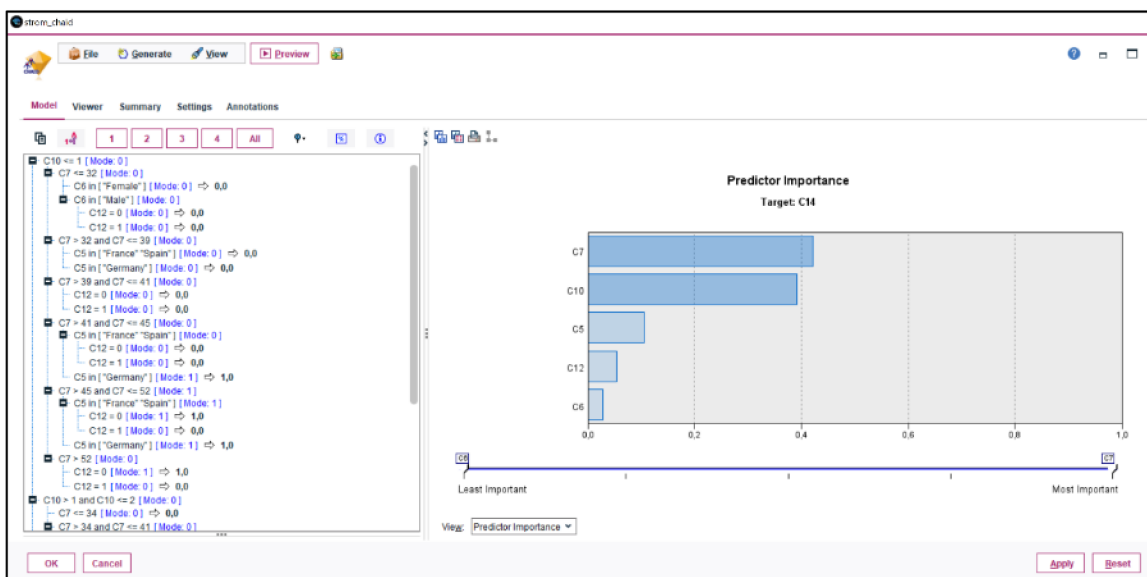 strom_chaid
File Generate View Preview
Model Viewer Summary Settings Annotations
1 2 3 4 All
C10 <= 1 [ Mode: 0 ]
C7 <= 32 [ Mode: 0 ]
C6 in [ "Female" ] [ Mode: 0 ] ⇨ 0,0
C6 in [ "Male" ] [ Mode: 0 ]
C12 = 0 [ Mode: 0 ] ⇨ 0,0
C12 = 1 [ Mode: 0 ] ⇨ 0,0
C7 > 32 and C7 <= 39 [ Mode: 0 ]
C5 in [ "France" "Spain" ] [ Mode: 0 ] ⇨ 0,0
C5 in [ "Germany" ] [ Mode: 0 ] ⇨ 0,0
C7 > 39 and C7 <= 41 [ Mode: 0 ]
C12 = 0 [ Mode: 0 ] ⇨ 0,0
C12 = 1 [ Mode: 0 ] ⇨ 0,0
C7 > 41 and C7 <= 45 [ Mode: 0 ]
C5 in [ "France" "Spain" ] [ Mode: 0 ]
C12 = 0 [ Mode: 0 ] ⇨ 0,0
C12 = 1 [ Mode: 0 ] ⇨ 0,0
C5 in [ "Germany" ] [ Mode: 1 ] ⇨ 1,0
C7 > 45 and C7 <= 52 [ Mode: 1 ]
C5 in [ "France" "Spain" ] [ Mode: 1 ]
C12 = 0 [ Mode: 1 ] ⇨ 1,0
C12 = 1 [ Mode: 0 ] ⇨ 0,0
C5 in [ "Germany" ] [ Mode: 1 ] ⇨ 1,0
C7 > 52 [ Mode: 0 ]
C12 = 0 [ Mode: 1 ] ⇨ 1,0
C12 = 1 [ Mode: 0 ] ⇨ 0,0
C10 > 1 and C10 <= 2 [ Mode: 0 ]
C7 <= 34 [ Mode: 0 ] ⇨ 0,0
C7 > 34 and C7 <= 41 [ Mode: 0 ]
Predictor Importance
Target: C14
C7
C10
C5
C12
C6
0,0 0,2 0,4 0,6 0,8 1,0
C6 C7
Least Important Most Important
View: Predictor Importance
OK Cancel Apply Reset